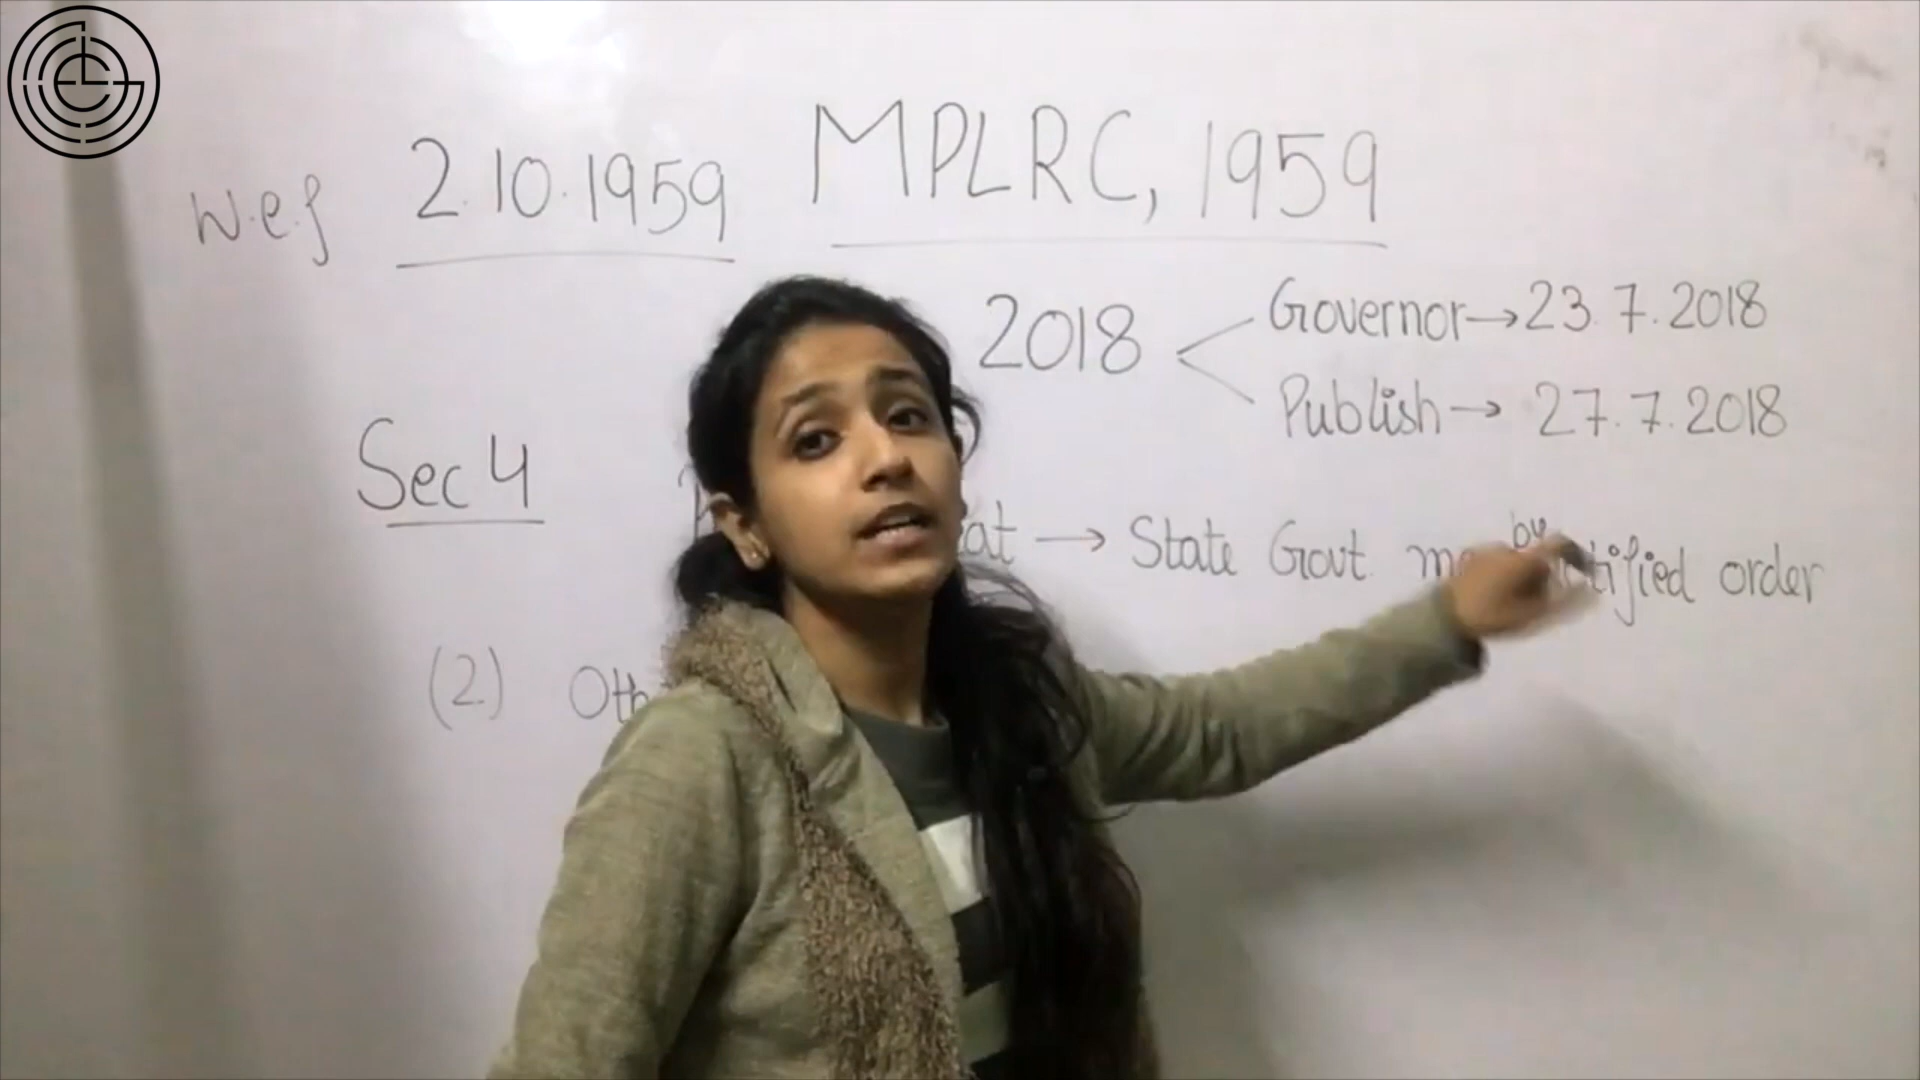 w.e.f 2.10.1959 MPLRC, 1959
2018 Governor → 23.7.2018
Publish → 27.7.2018
Sec 4 → State Govt. by order
(2)